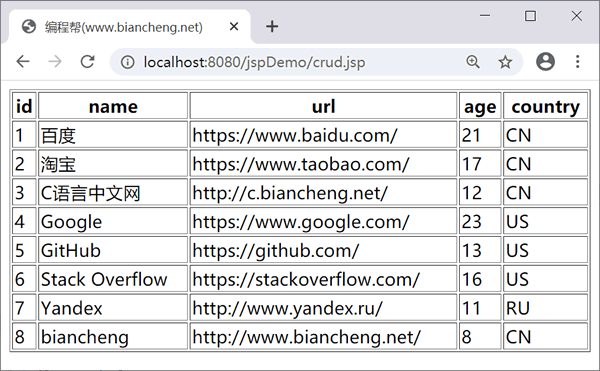 编程帮(www.biancheng.net)
localhost:8080/jspDemo/crud.jsp
id name url age country
1 百度 https://www.baidu.com/ 21 CN
2 淘宝 https://www.taobao.com/ 17 CN
3 C语言中文网 http://c.biancheng.net/ 12 CN
4 Google https://www.google.com/ 23 US
5 GitHub https://github.com/ 13 US
6 Stack Overflow https://stackoverflow.com/ 16 US
7 Yandex http://www.yandex.ru/ 11 RU
8 biancheng http://www.biancheng.net/ 8 CN